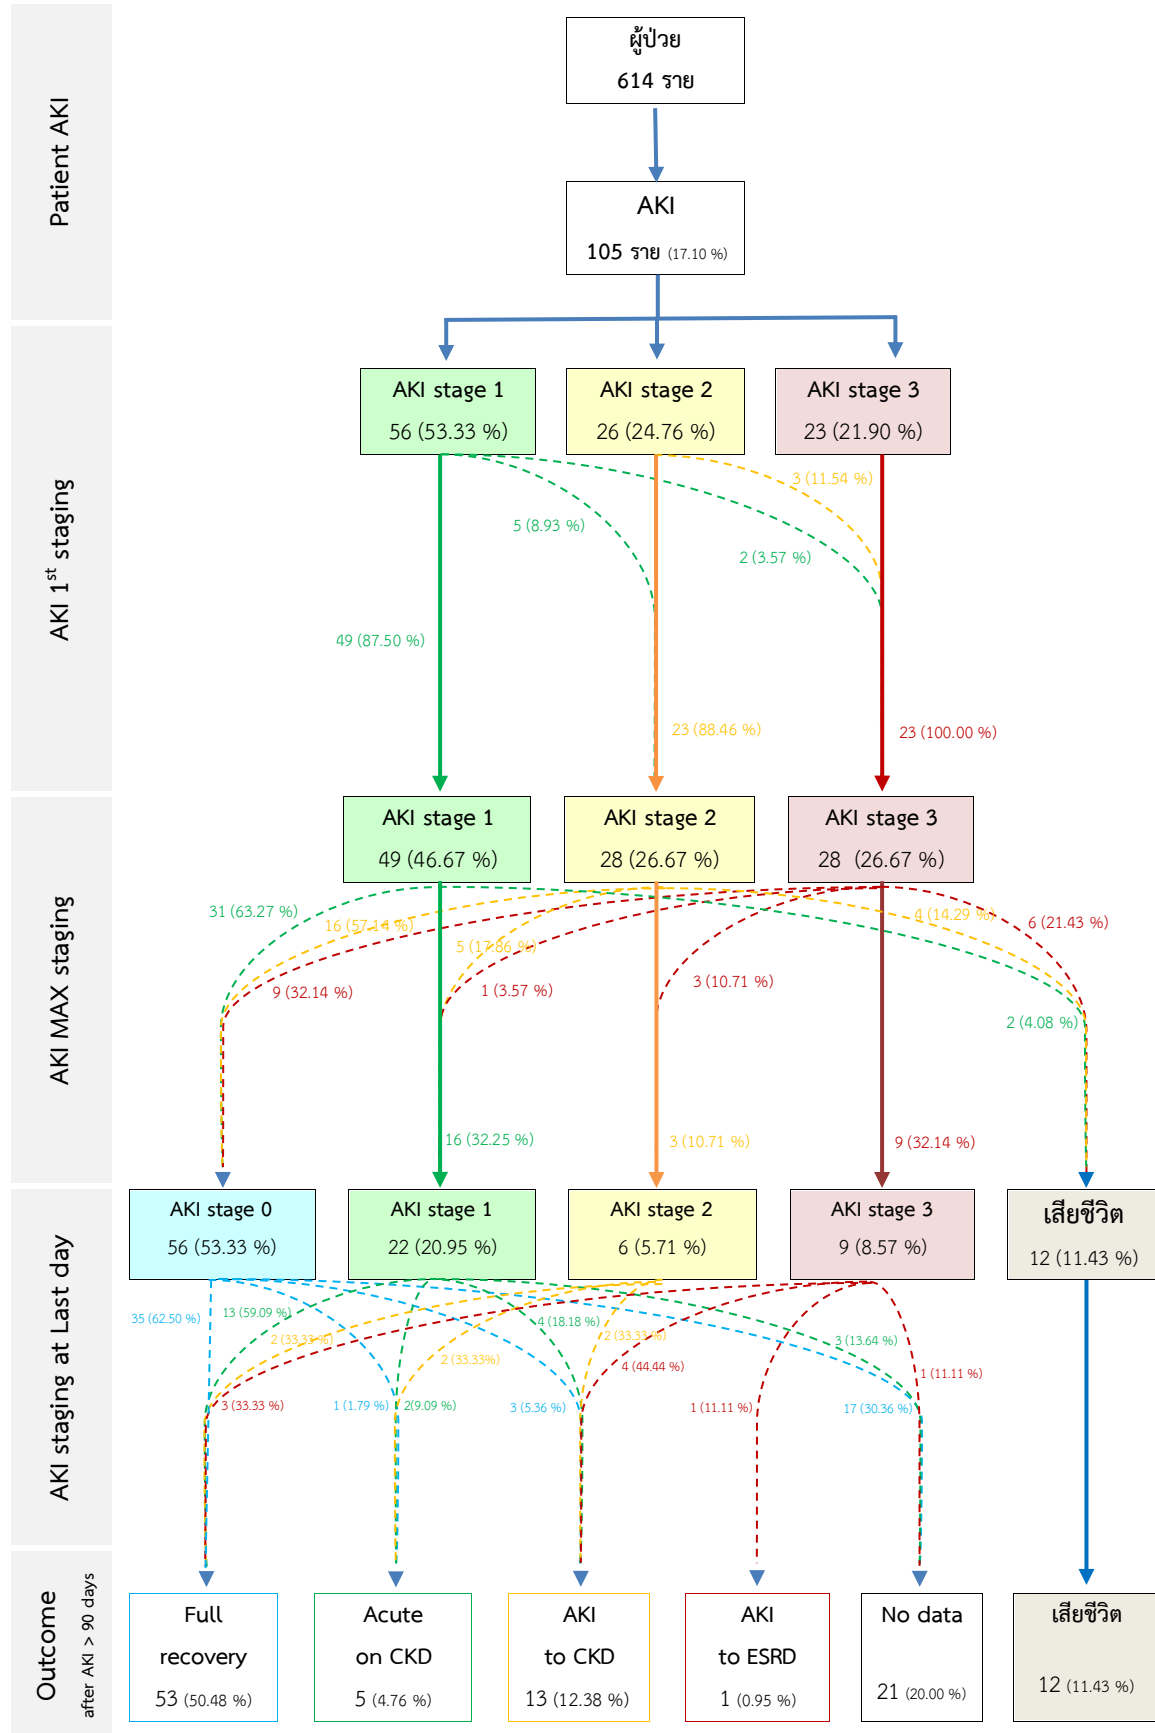 Patient AKI
ผู้ป่วย
614 ราย
AKI
105 ราย (17.10 %)
AKI 1st staging
AKI stage 1
56 (53.33 %)
AKI stage 2
26 (24.76 %)
AKI stage 3
23 (21.90 %)
3 (11.54 %)
5 (8.93 %)
2 (3.57 %)
49 (87.50 %)
23 (88.46 %)
23 (100.00 %)
AKI MAX staging
AKI stage 1
49 (46.67 %)
AKI stage 2
28 (26.67 %)
AKI stage 3
28 (26.67 %)
31 (63.27 %)
16 (57.14 %)
5 (17.86 %)
4 (14.29 %)
6 (21.43 %)
9 (32.14 %)
1 (3.57 %)
3 (10.71 %)
2 (4.08 %)
16 (32.25 %)
3 (10.71 %)
9 (32.14 %)
AKI staging at Last day
AKI stage 0
56 (53.33 %)
AKI stage 1
22 (20.95 %)
AKI stage 2
6 (5.71 %)
AKI stage 3
9 (8.57 %)
เสียชีวิต
12 (11.43 %)
35 (62.50 %)
13 (59.09 %)
2 (33.33 %)
4 (18.18 %)
2 (33.33 %)
3 (13.64 %)
2 (33.33%)
4 (44.44 %)
1 (11.11 %)
3 (33.33 %)
1 (1.79 %)
2(9.09 %)
3 (5.36 %)
1 (11.11 %)
17 (30.36 %)
Outcome
after AKI > 90 days
Full
recovery
53 (50.48 %)
Acute
on CKD
5 (4.76 %)
AKI
to CKD
13 (12.38 %)
AKI
to ESRD
1 (0.95 %)
No data
21 (20.00 %)
เสียชีวิต
12 (11.43 %)